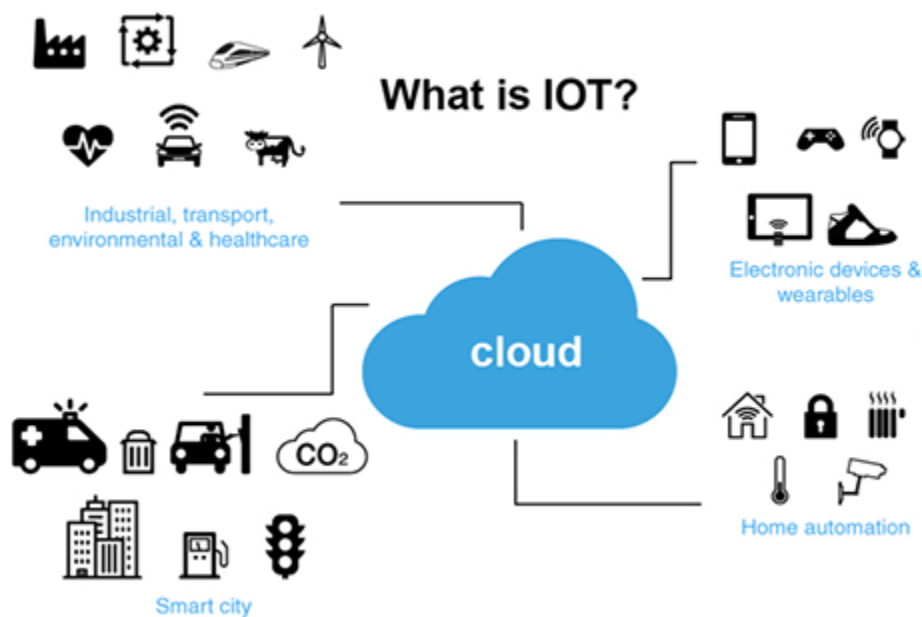 What is IOT?
Industrial, transport,
environmental & healthcare
Electronic devices &
wearables
cloud
CO₂
Home automation
Smart city